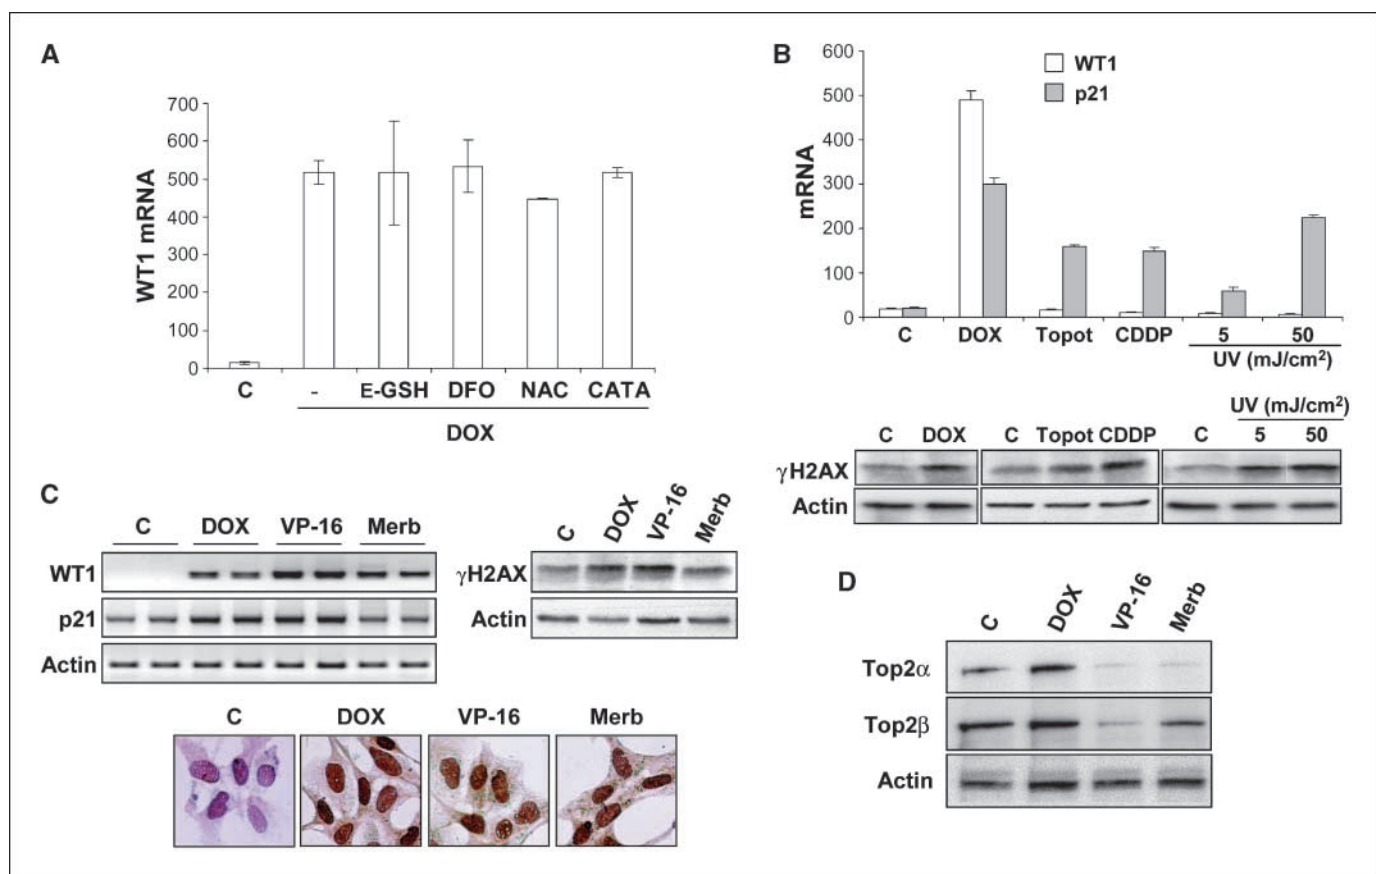 A
700
600
500
400
300
200
100
0
WT1 mRNA
C - E-GSH DFO NAC CATA
DOX
B
600
500
400
300
200
100
0
mRNA
WT1
p21
C DOX Topot CDDP 5 50
UV (mJ/cm²)
UV (mJ/cm²)
C DOX C Topot CDDP C 5 50
γH2AX
Actin
C
C DOX VP-16 Merb
WT1
p21
Actin
C DOX VP-16 Merb
γH2AX
Actin
C DOX VP-16 Merb
D
C DOX VP-16 Merb
Top2α
Top2β
Actin